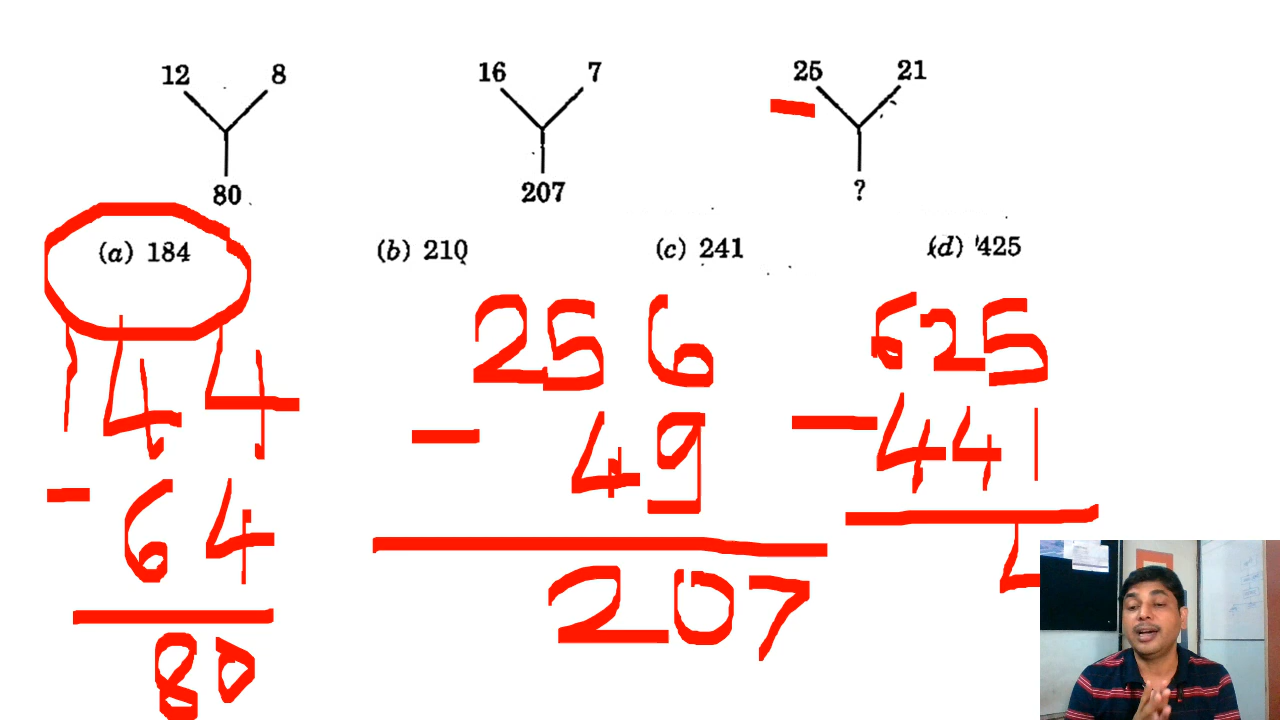 12 8 16 7 25 21
80 207 ?
(a) 184 (b) 210 (c) 241 (d) 425
144 256 625
- 64 - 49 - 441
80 207 4